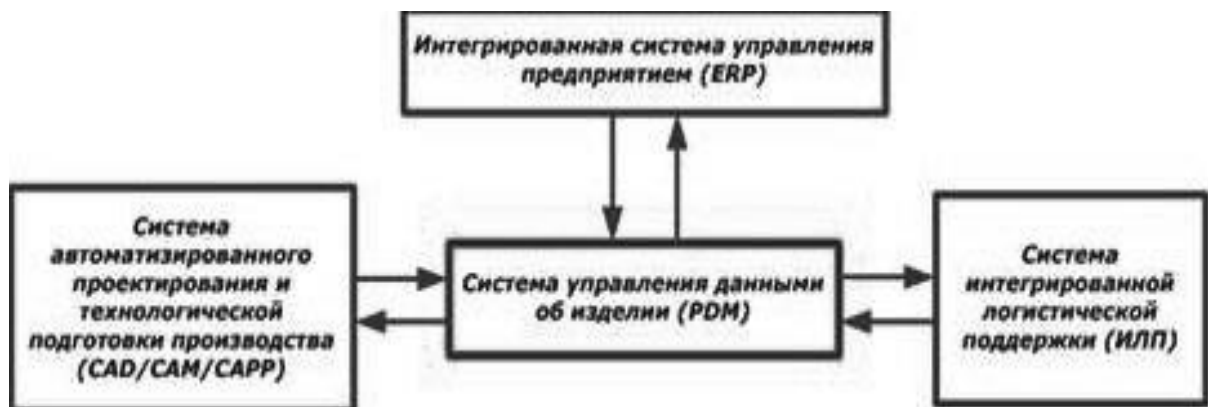 Интегрированная система управления
предприятием (ERP)
Система
автоматизированного
проектирования и
технологической
подготовки производства
(CAD/CAM/CAPP)
Система управления данными
об изделии (PDM)
Система
интегрированной
логистической
поддержки (ИЛП)